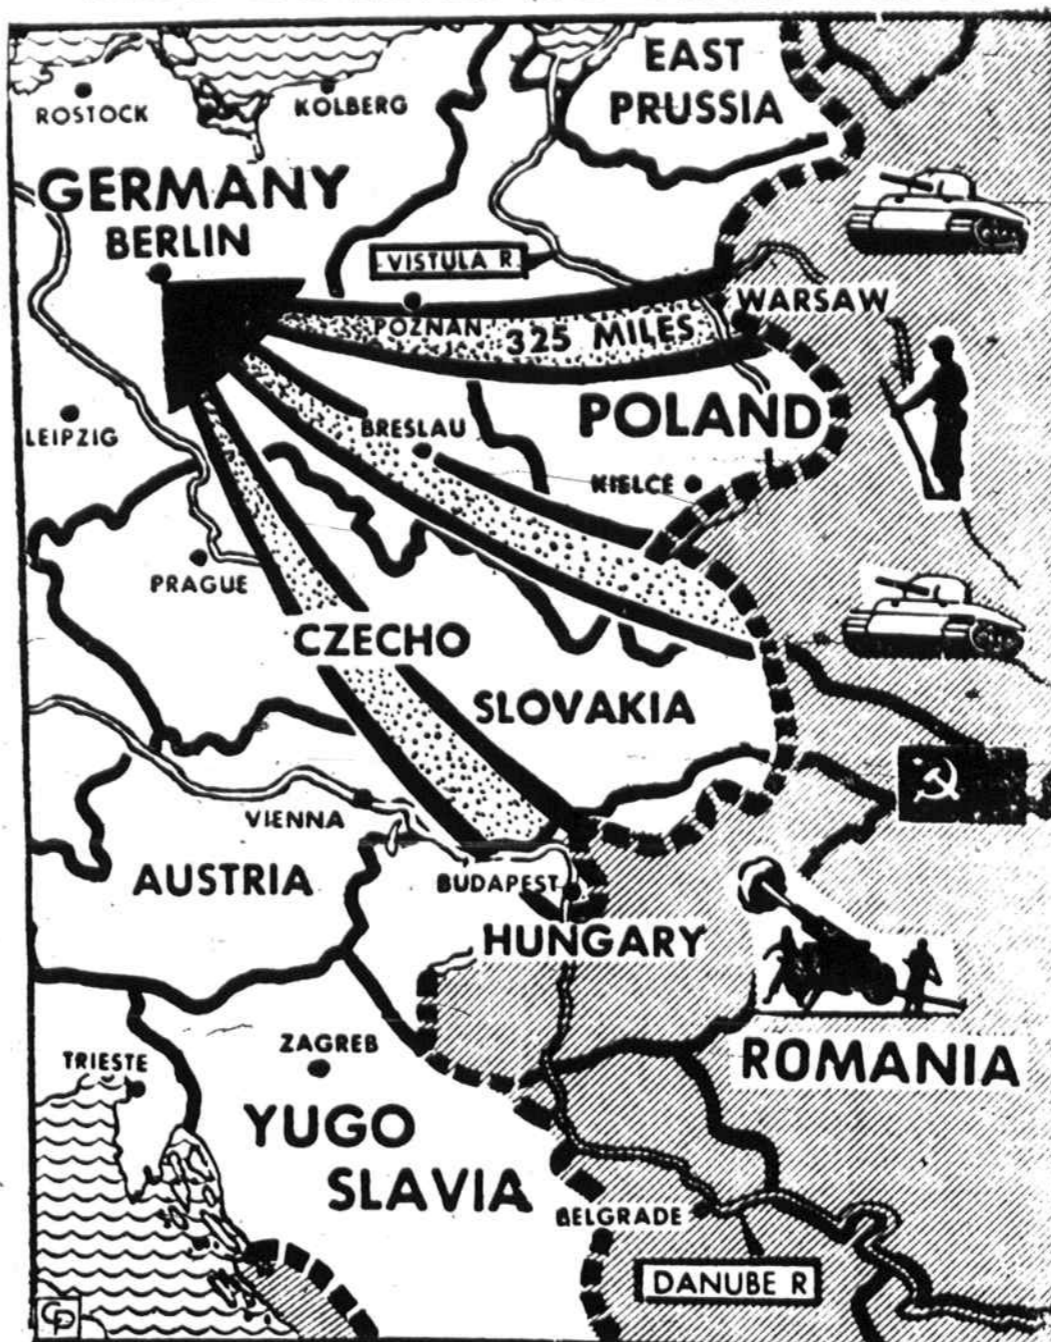 EAST
PRUSSIA
ROSTOCK
KOLBERG
GERMANY
BERLIN
VISTULA R.
WARSAW
POZNAN
325 MILES
POLAND
LEIPZIG
BRESLAU
KIELCE
PRAGUE
CZECHO
SLOVAKIA
VIENNA
AUSTRIA
BUDAPEST
HUNGARY
ZAGREB
TRIESTE
ROMANIA
YUGO
SLAVIA
BELGRADE
DANUBE R
CP